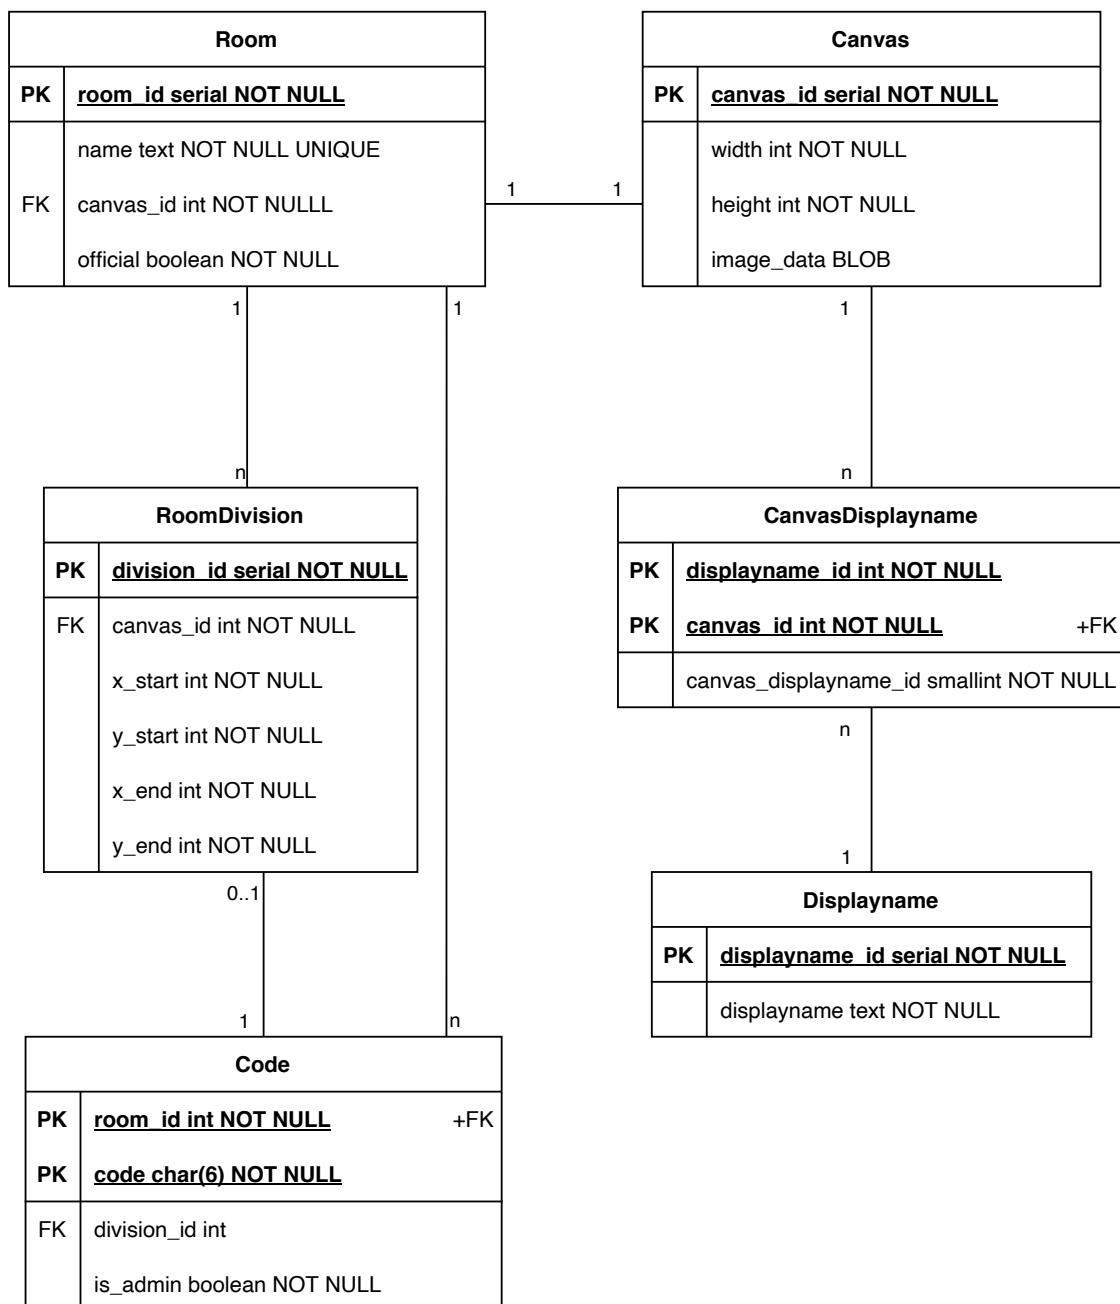 Room
PK room_id serial NOT NULL
name text NOT NULL UNIQUE
FK canvas_id int NOT NULLL
official boolean NOT NULL
Canvas
PK canvas_id serial NOT NULL
width int NOT NULL
height int NOT NULL
image_data BLOB
1 1
1
n
1
n
1
n
RoomDivision
PK division_id serial NOT NULL
FK canvas_id int NOT NULL
x_start int NOT NULL
y_start int NOT NULL
x_end int NOT NULL
y_end int NOT NULL
CanvasDisplayname
PK displayname_id int NOT NULL
PK canvas_id int NOT NULL +FK
canvas_displayname_id smallint NOT NULL
n
1
0..1
1
Displayname
PK displayname_id serial NOT NULL
displayname text NOT NULL
Code
PK room_id int NOT NULL +FK
PK code char(6) NOT NULL
FK division_id int
is_admin boolean NOT NULL